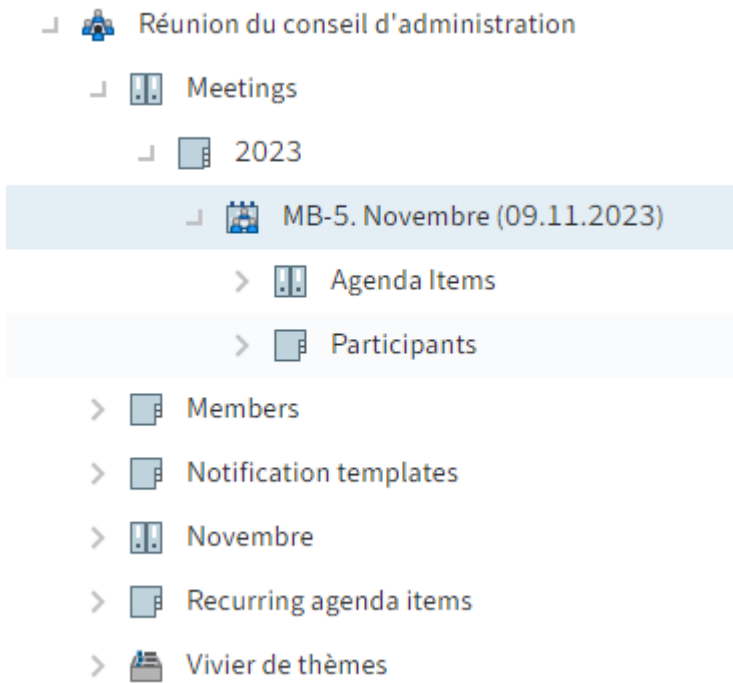 Réunion du conseil d'administration
Meetings
2023
MB-5. Novembre (09.11.2023)
Agenda Items
Participants
Members
Notification templates
Novembre
Recurring agenda items
Vivier de thèmes